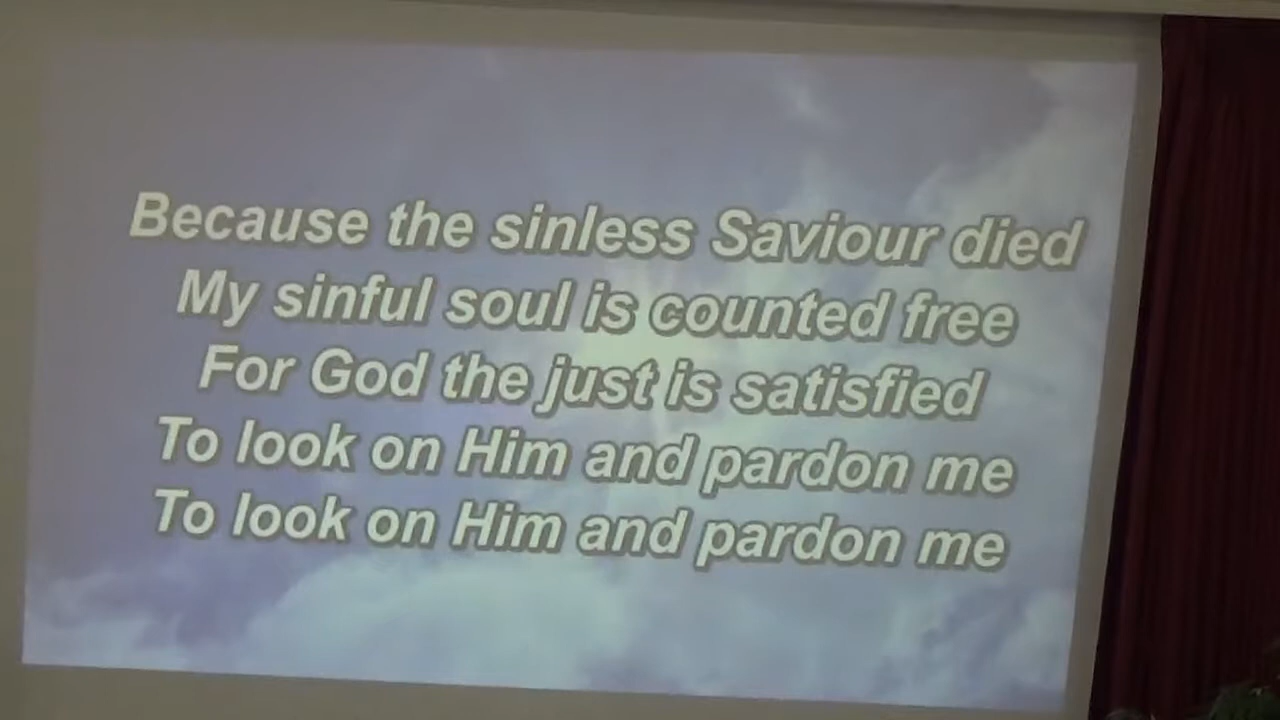 Because the sinless Saviour died
My sinful soul is counted free
For God the just is satisfied
To look on Him and pardon me
To look on Him and pardon me